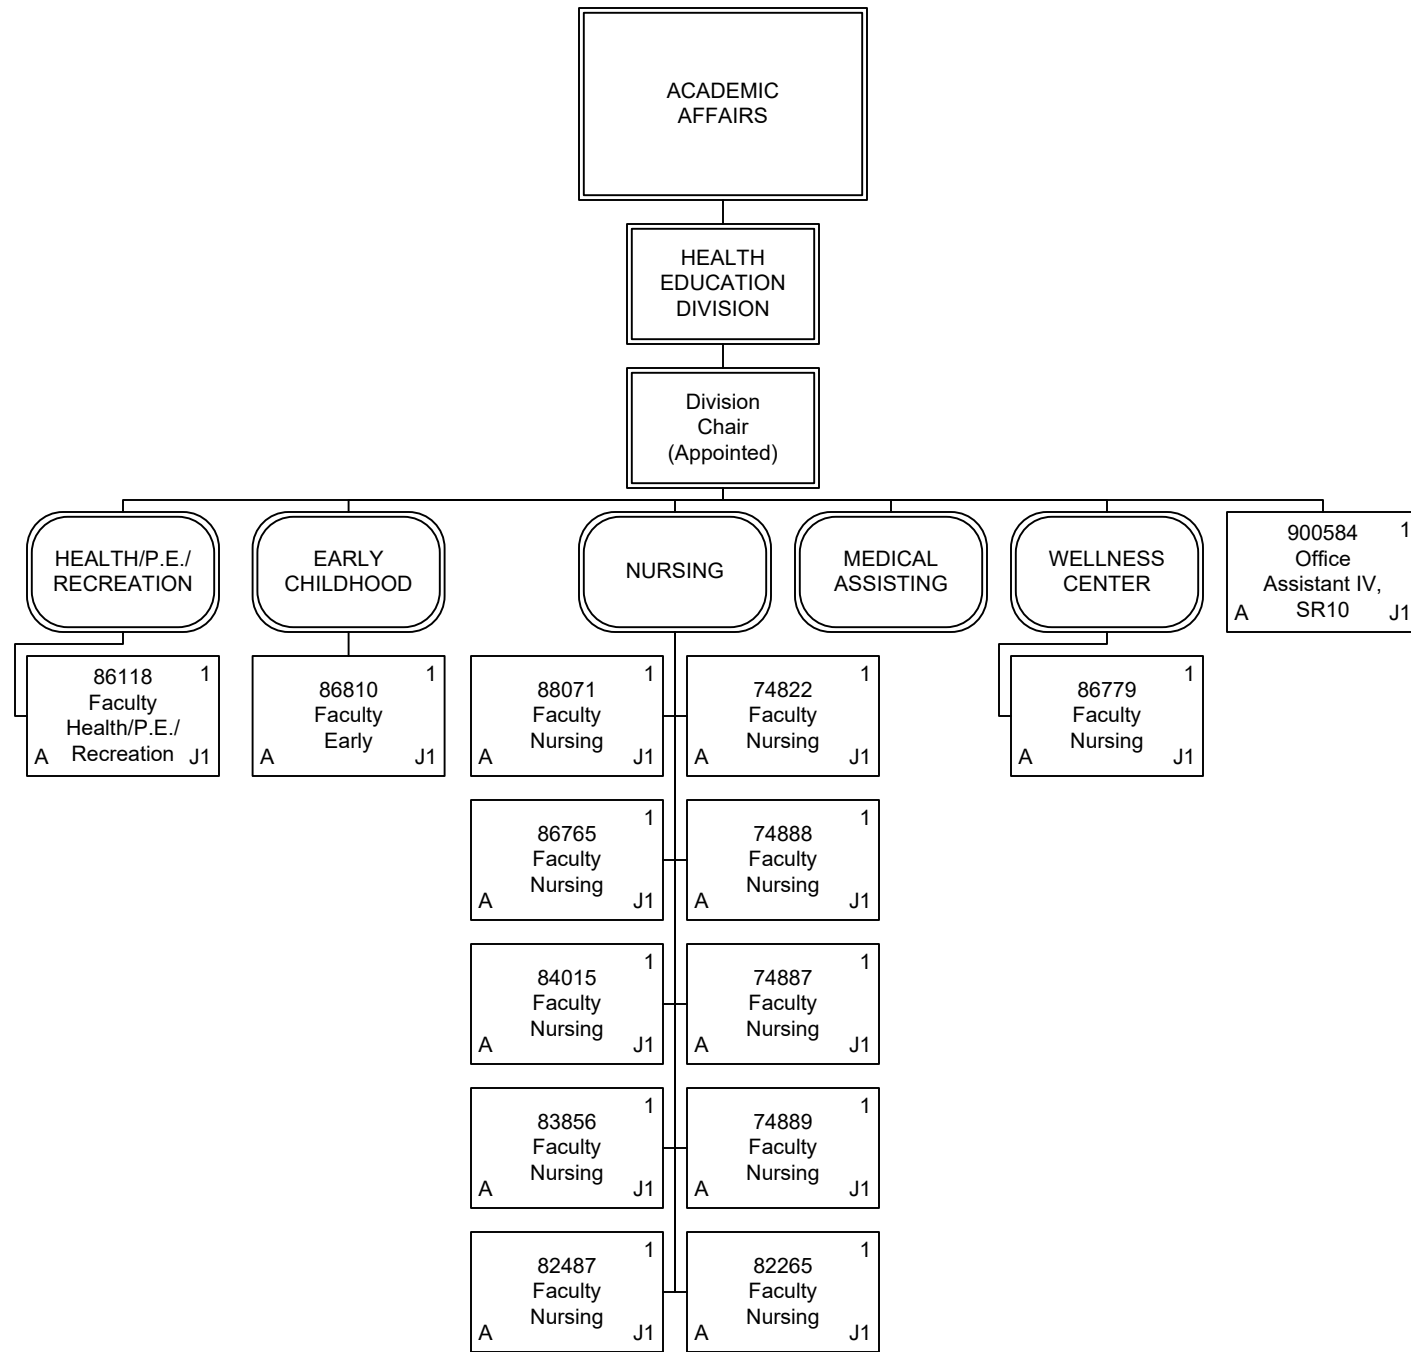 ACADEMIC
AFFAIRS
HEALTH
EDUCATION
DIVISION
Division
Chair
(Appointed)
HEALTH/P.E./
RECREATION
EARLY
CHILDHOOD
NURSING
MEDICAL
ASSISTING
WELLNESS
CENTER
900584 1
Office
Assistant IV,
SR10
A J1
86118 1
Faculty
Health/P.E./
Recreation
A J1
86810 1
Faculty
Early
A J1
88071 1
Faculty
Nursing
A J1
74822 1
Faculty
Nursing
A J1
86779 1
Faculty
Nursing
A J1
86765 1
Faculty
Nursing
A J1
74888 1
Faculty
Nursing
A J1
84015 1
Faculty
Nursing
A J1
74887 1
Faculty
Nursing
A J1
83856 1
Faculty
Nursing
A J1
74889 1
Faculty
Nursing
A J1
82487 1
Faculty
Nursing
A J1
82265 1
Faculty
Nursing
A J1